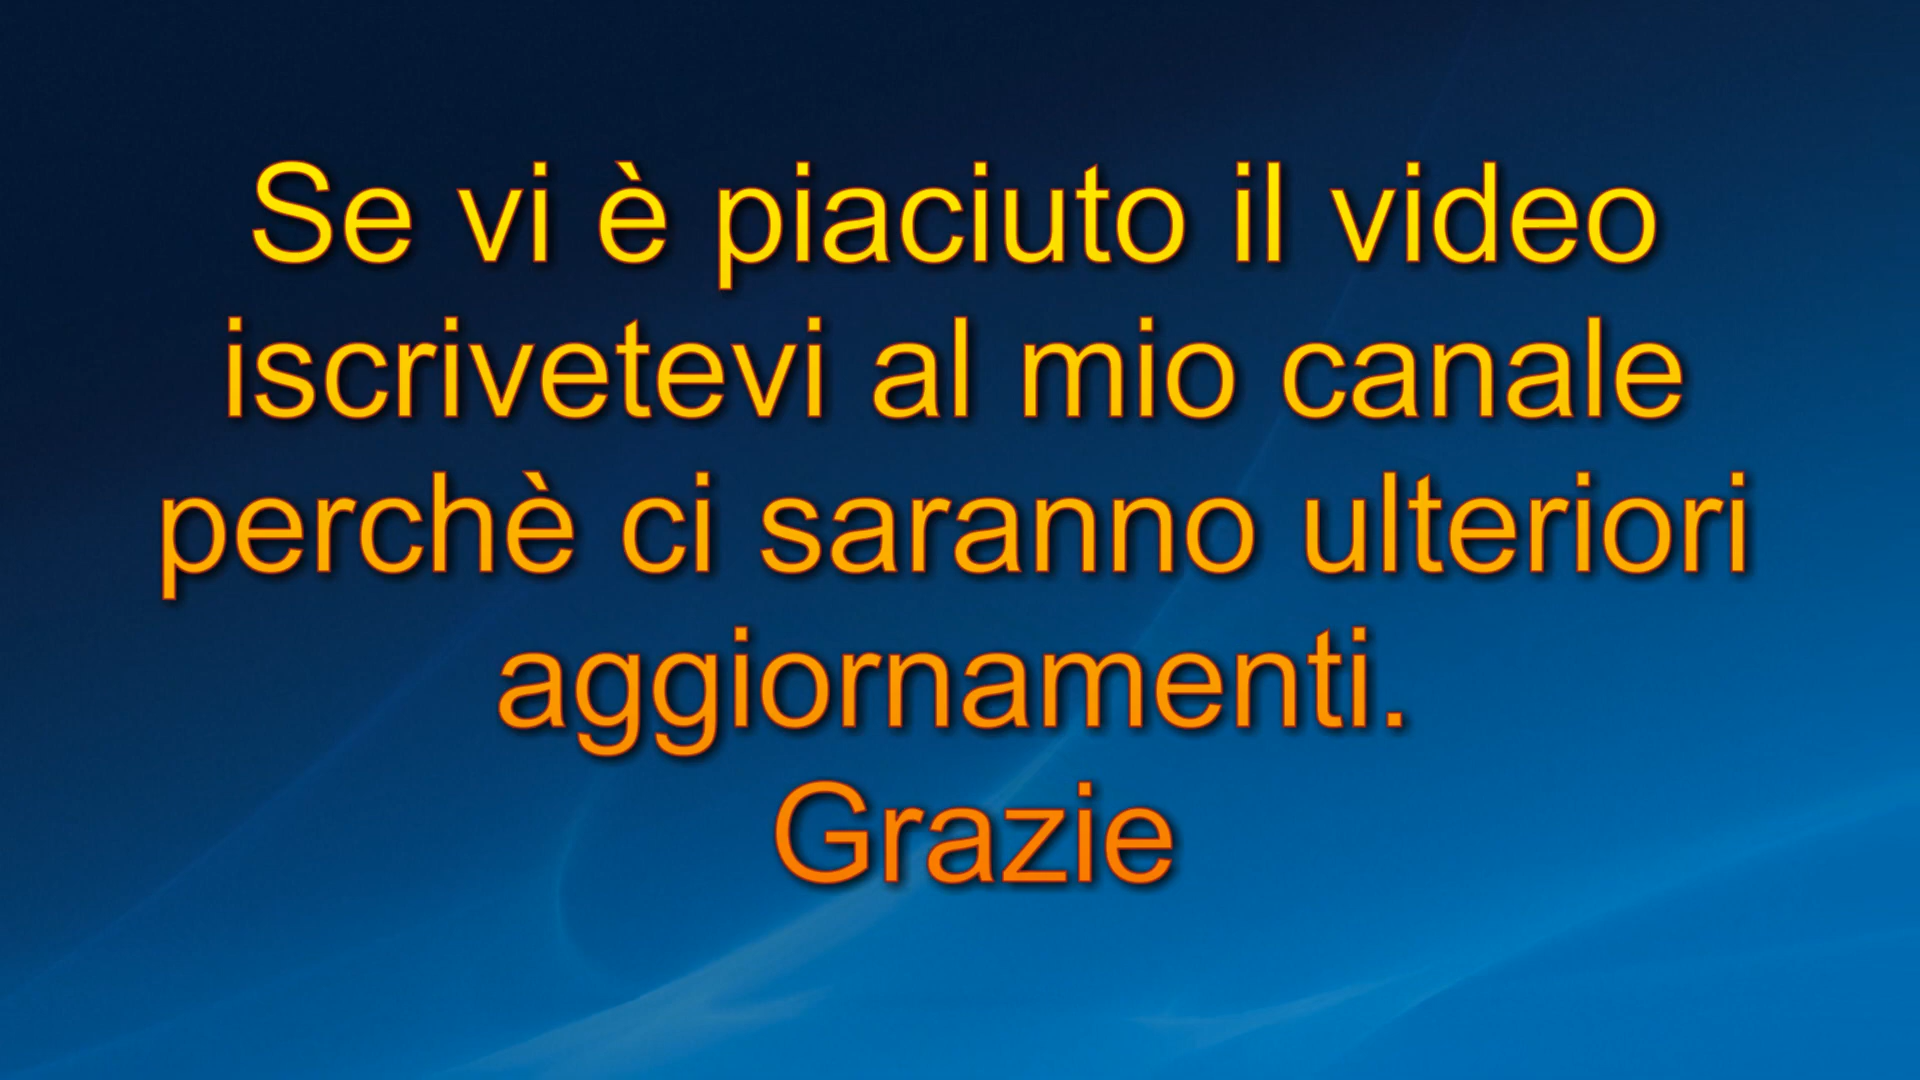 Se vi è piaciuto il video
iscrivetevi al mio canale
perchè ci saranno ulteriori
aggiornamenti.
Grazie